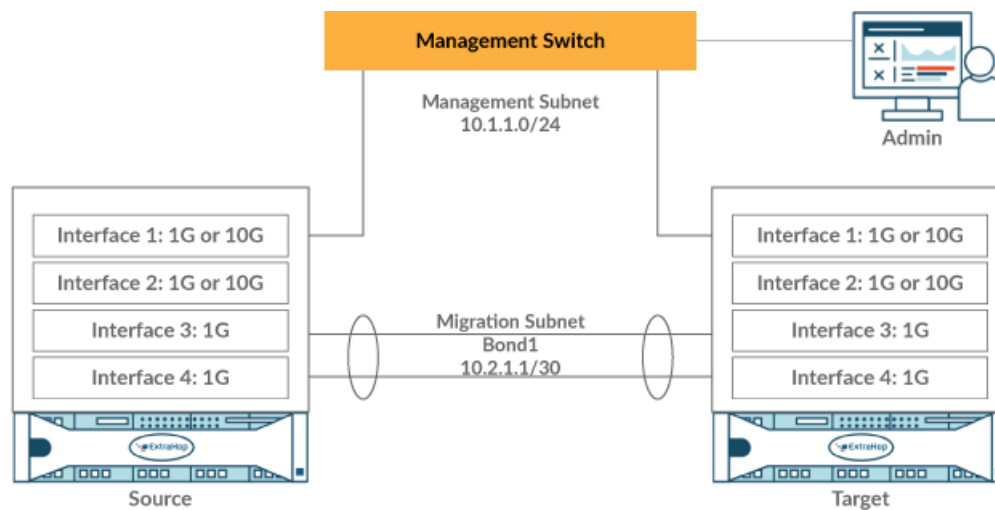 Management Switch
Management Subnet
10.1.1.0/24
Admin
Interface 1: 1G or 10G
Interface 2: 1G or 10G
Interface 3: 1G
Interface 4: 1G
Migration Subnet
Bond1
10.2.1.1/30
Interface 1: 1G or 10G
Interface 2: 1G or 10G
Interface 3: 1G
Interface 4: 1G
ExtraHop
ExtraHop
Source
Target